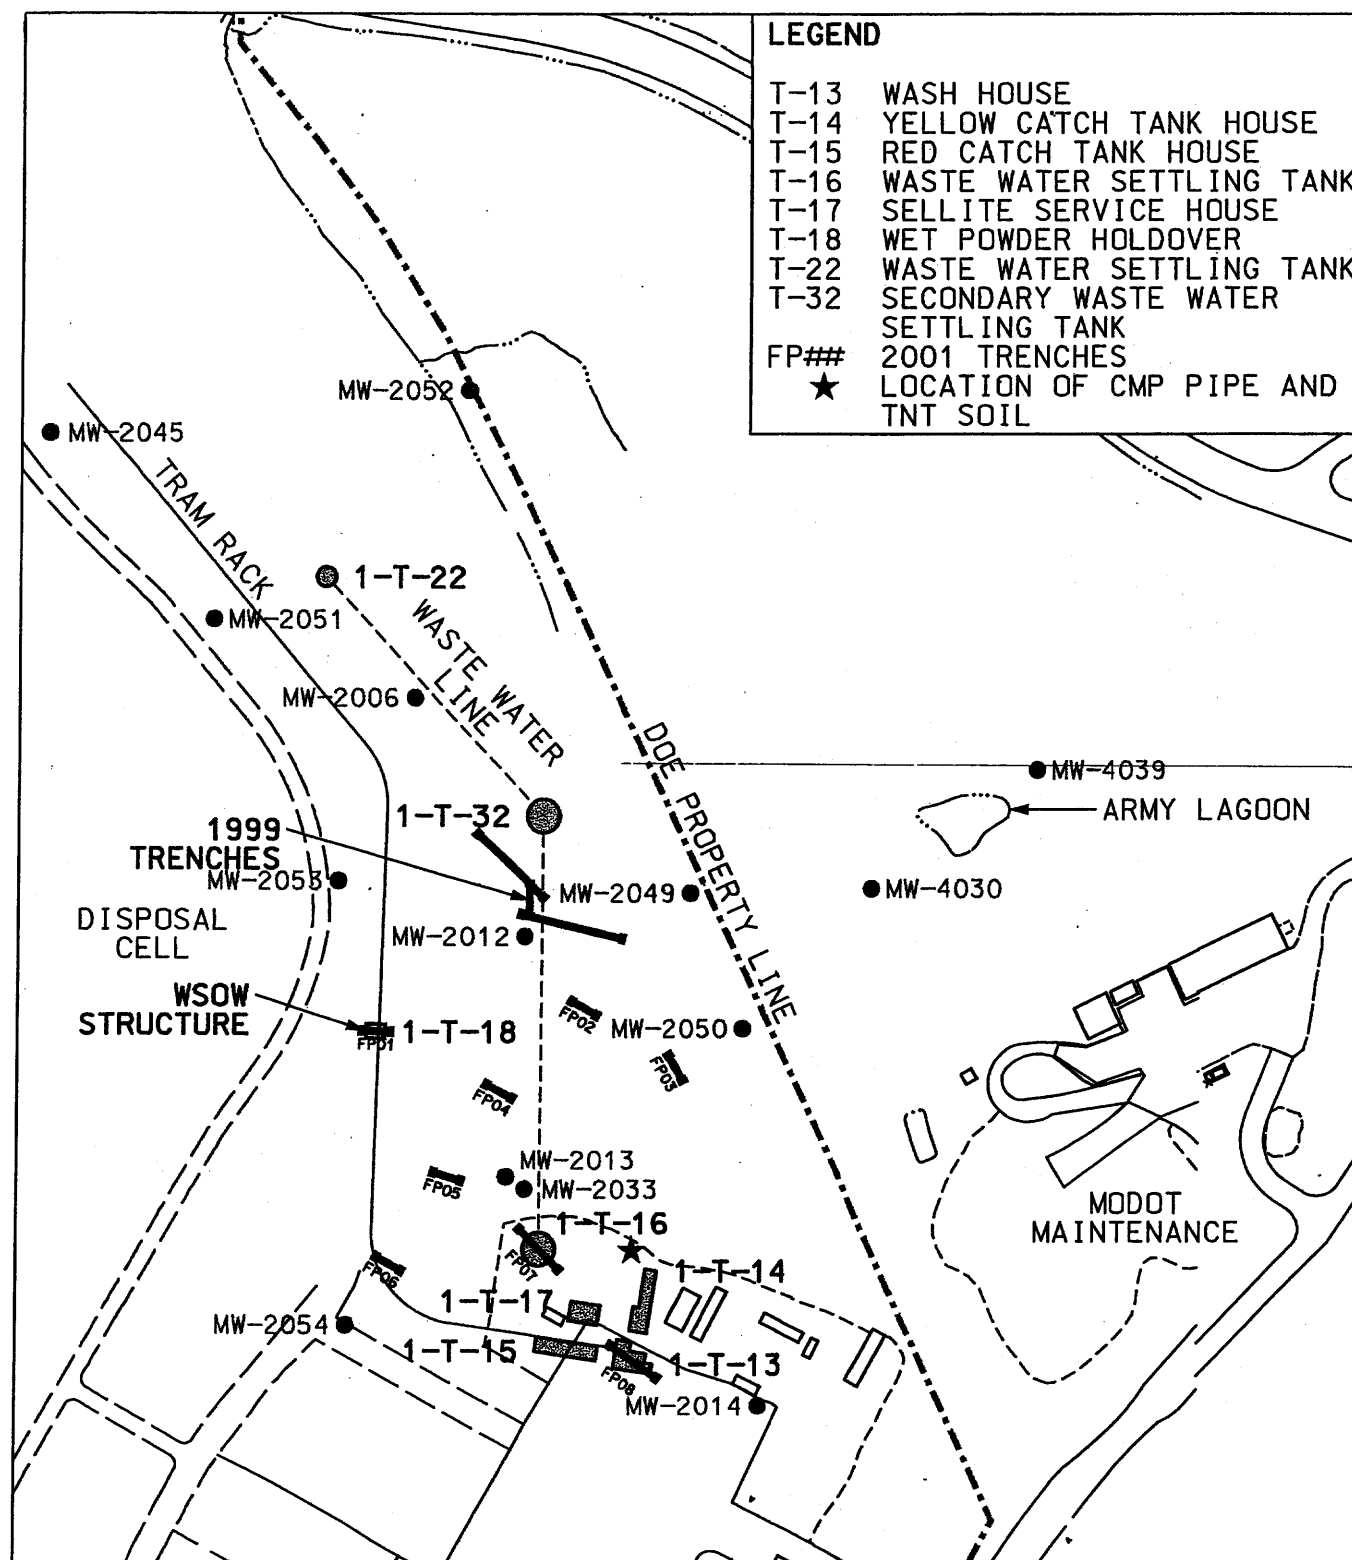 LEGEND
T-13 WASH HOUSE
T-14 YELLOW CATCH TANK HOUSE
T-15 RED CATCH TANK HOUSE
T-16 WASTE WATER SETTLING TANK
T-17 SELLITE SERVICE HOUSE
T-18 WET POWDER HOLDOVER
T-22 WASTE WATER SETTLING TANK
T-32 SECONDARY WASTE WATER
SETTLING TANK
FP## 2001 TRENCHES
★ LOCATION OF CMP PIPE AND
TNT SOIL
MW-2052
MW-2045
TRAM RACK
1-T-22
MW-2051
WASTE WATER
LINE
MW-2006
DOE PROPERTY LINE
MW-4039
ARMY LAGOON
1-T-32
1999
TRENCHES
MW-2053
MW-2049
MW-4030
DISPOSAL
CELL
MW-2012
WSOW
STRUCTURE
FP01
1-T-18
FP02
MW-2050
FP03
FP04
MW-2013
MW-2033
FP05
MODOT
MAINTENANCE
1-T-16
FP07
FP06
1-T-14
1-T-17
MW-2054
1-T-15
1-T-13
FP08
MW-2014